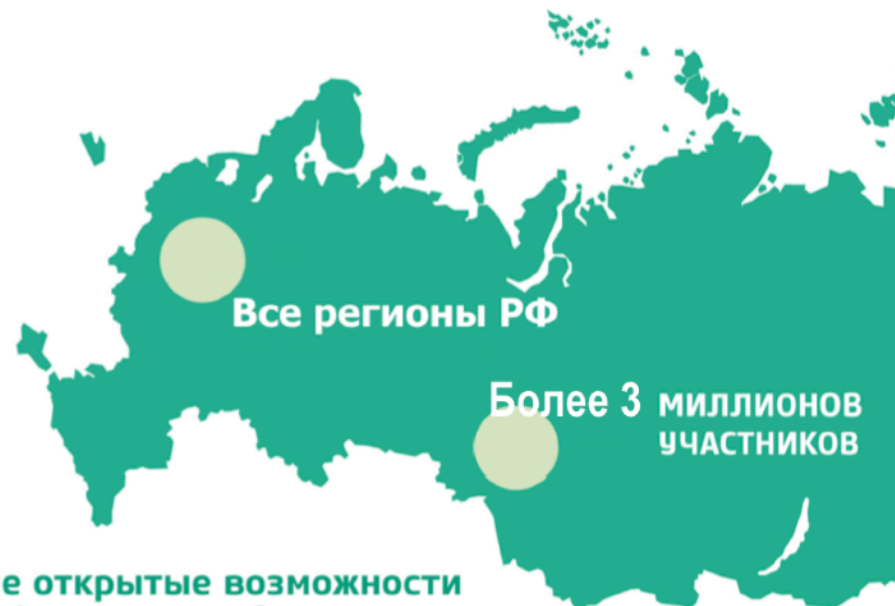 Все регионы РФ
Более 3 МИЛЛИОНОВ
УЧАСТНИКОВ
е открытые возможности